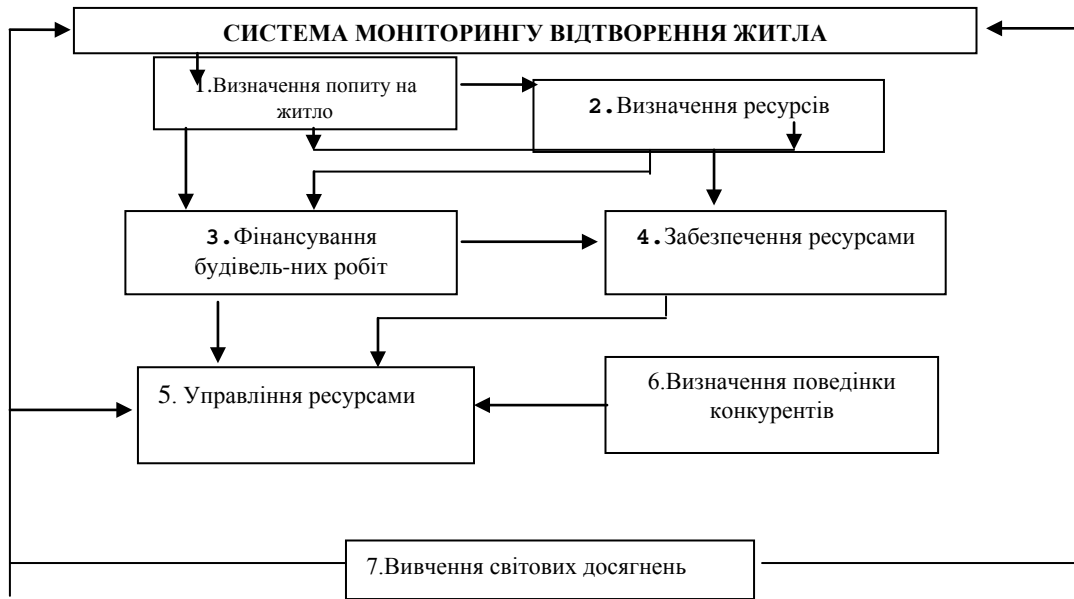 СИСТЕМА МОНІТОРИНГУ ВІДТВОРЕННЯ ЖИТЛА
1.Визначення попиту на
житло
2.Визначення ресурсів
3.Фінансування
будівель-них робіт
4.Забезпечення ресурсами
5. Управління ресурсами
6.Визначення поведінки
конкурентів
7.Вивчення світових досягнень